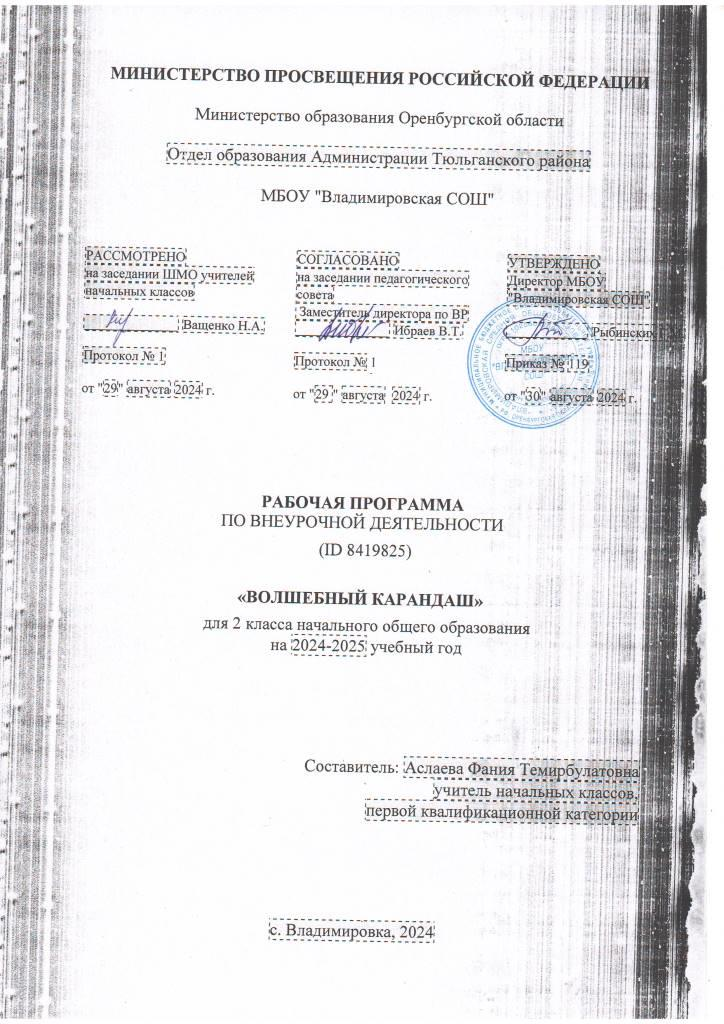 МИНИСТЕРСТВО ПРОСВЕЩЕНИЯ РОССИЙСКОЙ ФЕДЕРАЦИИ
Министерство образования Оренбургской области
Отдел образования Администрации Тюльганского района
МБОУ "Владимировская СОШ"
РАССМОТРЕНО
на заседании ШМО учителей
начальных классов
Ващенко Н.А.
Протокол № 1
от "29" августа 2024 г.
СОГЛАСОВАНО
на заседании педагогического
совета
Заместитель директора по ВР
Ибраев В.Т.
Протокол № 1
от "29" августа 2024 г.
УТВЕРЖДЕНО
Директор МБОУ
"Владимировская СОШ"
Рыбинских
Приказ № 119
от "30" августа 2024 г.
МБОУ
СОШ
РАБОЧАЯ ПРОГРАММА
ПО ВНЕУРОЧНОЙ ДЕЯТЕЛЬНОСТИ
(ID 8419825)
«ВОЛШЕБНЫЙ КАРАНДАШ»
для 2 класса начального общего образования
на 2024-2025 учебный год
Составитель: Аслаева Фания Темирбулатовна
учитель начальных классов,
первой квалификационной категории
с. Владимировка, 2024